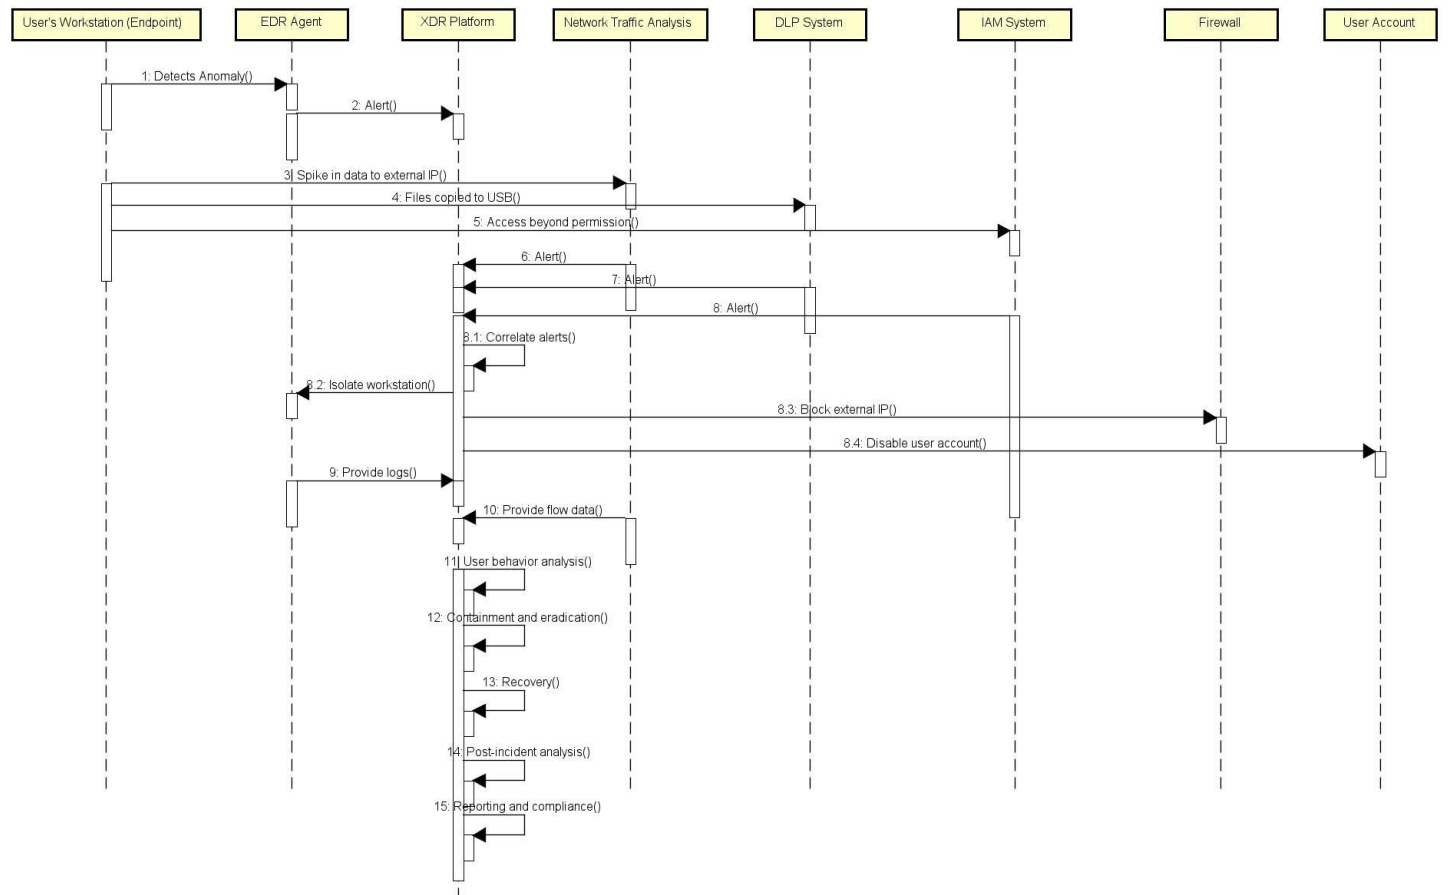 User's Workstation (Endpoint)
EDR Agent
XDR Platform
Network Traffic Analysis
DLP System
IAM System
Firewall
User Account
1: Detects Anomaly()
2: Alert()
3: Spike in data to external IP()
4: Files copied to USB()
5: Access beyond permission()
6: Alert()
7: Alert()
8: Alert()
8.1: Correlate alerts()
8.2: Isolate workstation()
8.3: Block external IP()
8.4: Disable user account()
9: Provide logs()
10: Provide flow data()
11: User behavior analysis()
12: Containment and eradication()
13: Recovery()
14: Post-incident analysis()
15: Reporting and compliance()